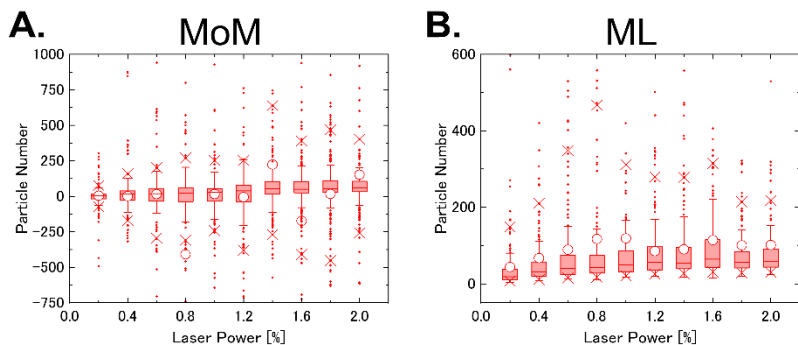 A.
MoM
Particle Number
1000
750
500
250
0
-250
-500
-750
0.0 0.4 0.8 1.2 1.6 2.0
Laser Power [%]
B.
ML
Particle Number
600
400
200
0
0.0 0.4 0.8 1.2 1.6 2.0
Laser Power [%]